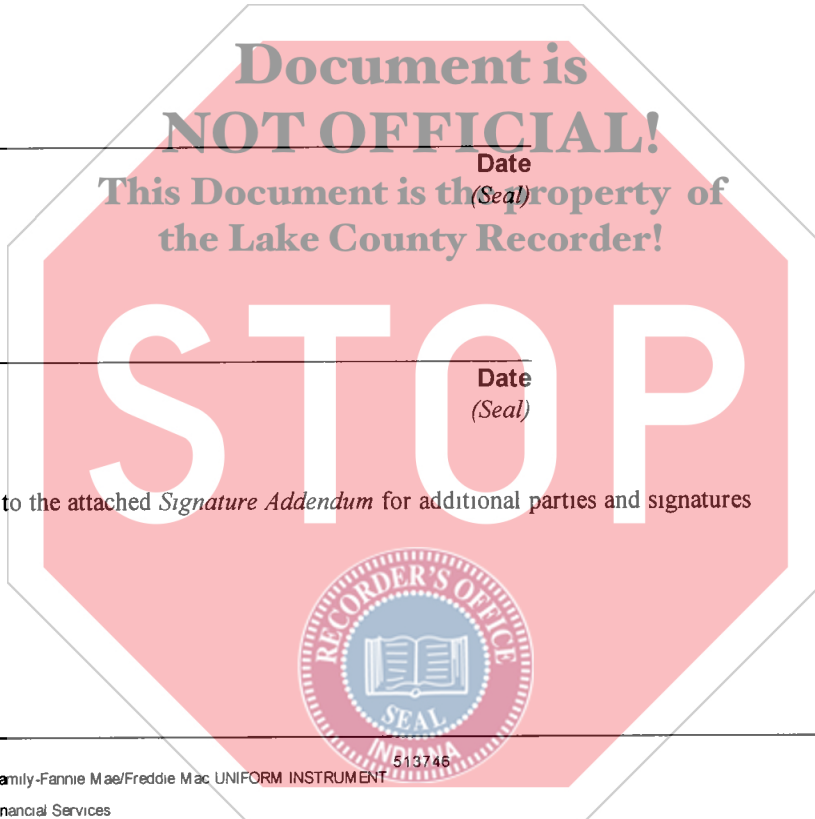 Document is
NOT OFFICIAL!
Date
This Document is the property of
(Seal)
the Lake County Recorder!
STOP
Date
(Seal)
to the attached Signature Addendum for additional parties and signatures
RECORDER'S OFFICE
SEAL
INDIANA
513746
amily-Fannie Mae/Freddie Mac UNIFORM INSTRUMENT
nancial Services